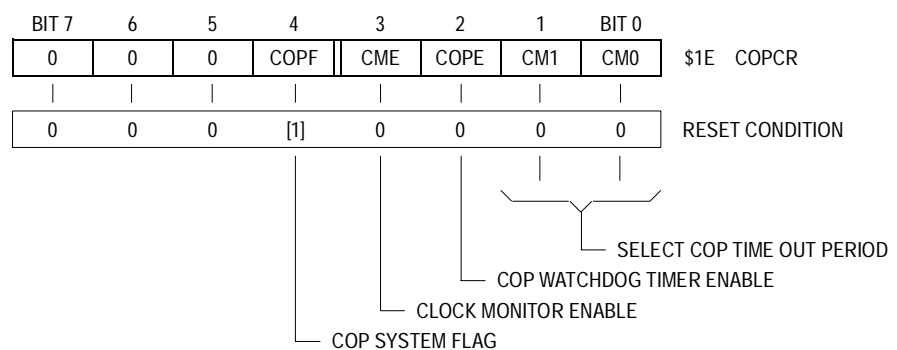 BIT 7 6 5 4 3 2 1 BIT 0
0 0 0 COPF CME COPE CM1 CM0 $1E COPCR
0 0 0 [1] 0 0 0 0 RESET CONDITION
SELECT COP TIME OUT PERIOD
COP WATCHDOG TIMER ENABLE
CLOCK MONITOR ENABLE
COP SYSTEM FLAG